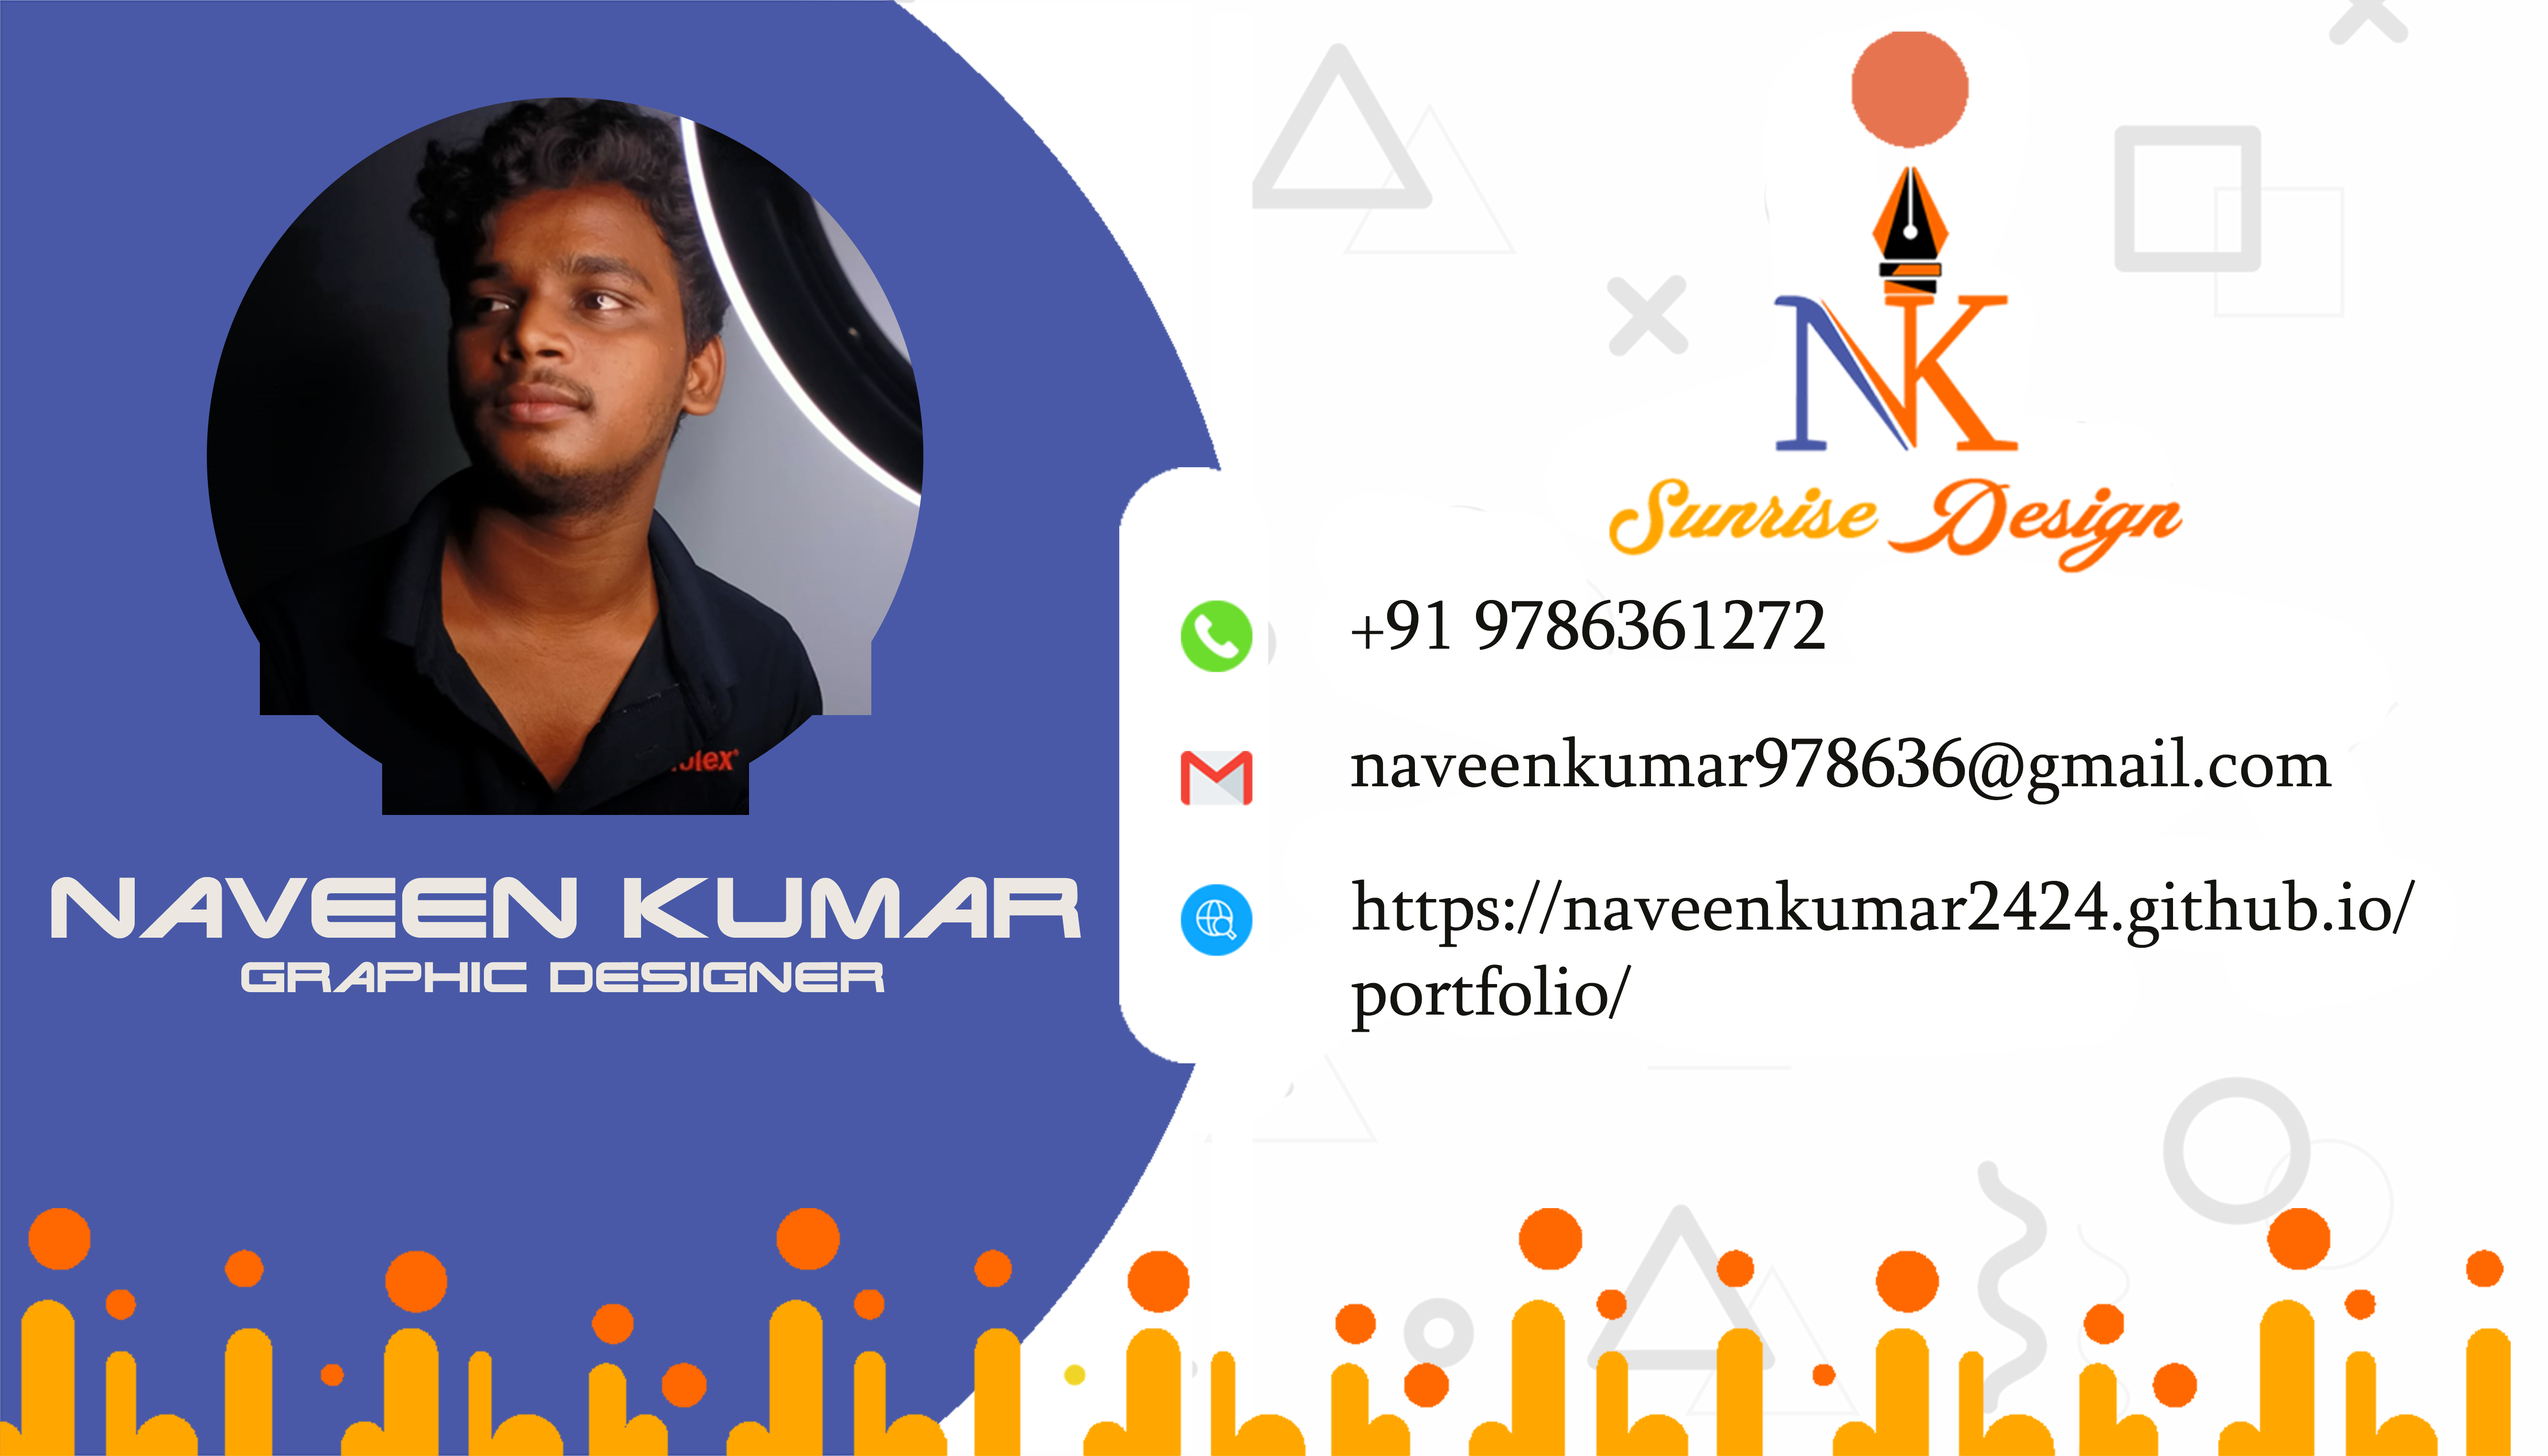 NK
Sunrise Design
+91 9786361272
naveenkumar978636@gmail.com
https://naveenkumar2424.github.io/
portfolio/
NAVEEN KUMAR
GRAPHIC DESIGNER